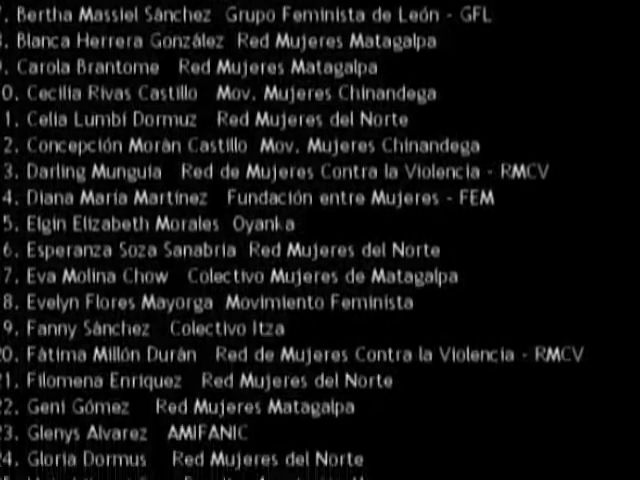 . Bertha Massiel Sánchez Grupo Feminista de León - GFL
. Blanca Herrera González Red Mujeres Matagalpa
. Carola Brantome Red Mujeres Matagalpa
0. Cecilia Rivas Castillo Mov. Mujeres Chinandega
1. Celia Lumbí Dormuz Red Mujeres del Norte
2. Concepción Morán Castillo Mov. Mujeres Chinandega
3. Darling Munguía Red de Mujeres Contra la Violencia - RMCV
4. Diana María Martínez Fundación entre Mujeres - FEM
5. Elgin Elizabeth Morales Oyanka
6. Esperanza Soza Sanabria Red Mujeres del Norte
7. Eva Molina Chow Colectivo Mujeres de Matagalpa
8. Evelyn Flores Mayorga Movimiento Feminista
9. Fanny Sánchez Colectivo Itza
20. Fátima Millón Durán Red de Mujeres Contra la Violencia - RMCV
21. Filomena Enríquez Red Mujeres del Norte
22. Geni Gómez Red Mujeres Matagalpa
23. Glenys Alvarez AMIFANIC
24. Gloria Dormus Red Mujeres del Norte